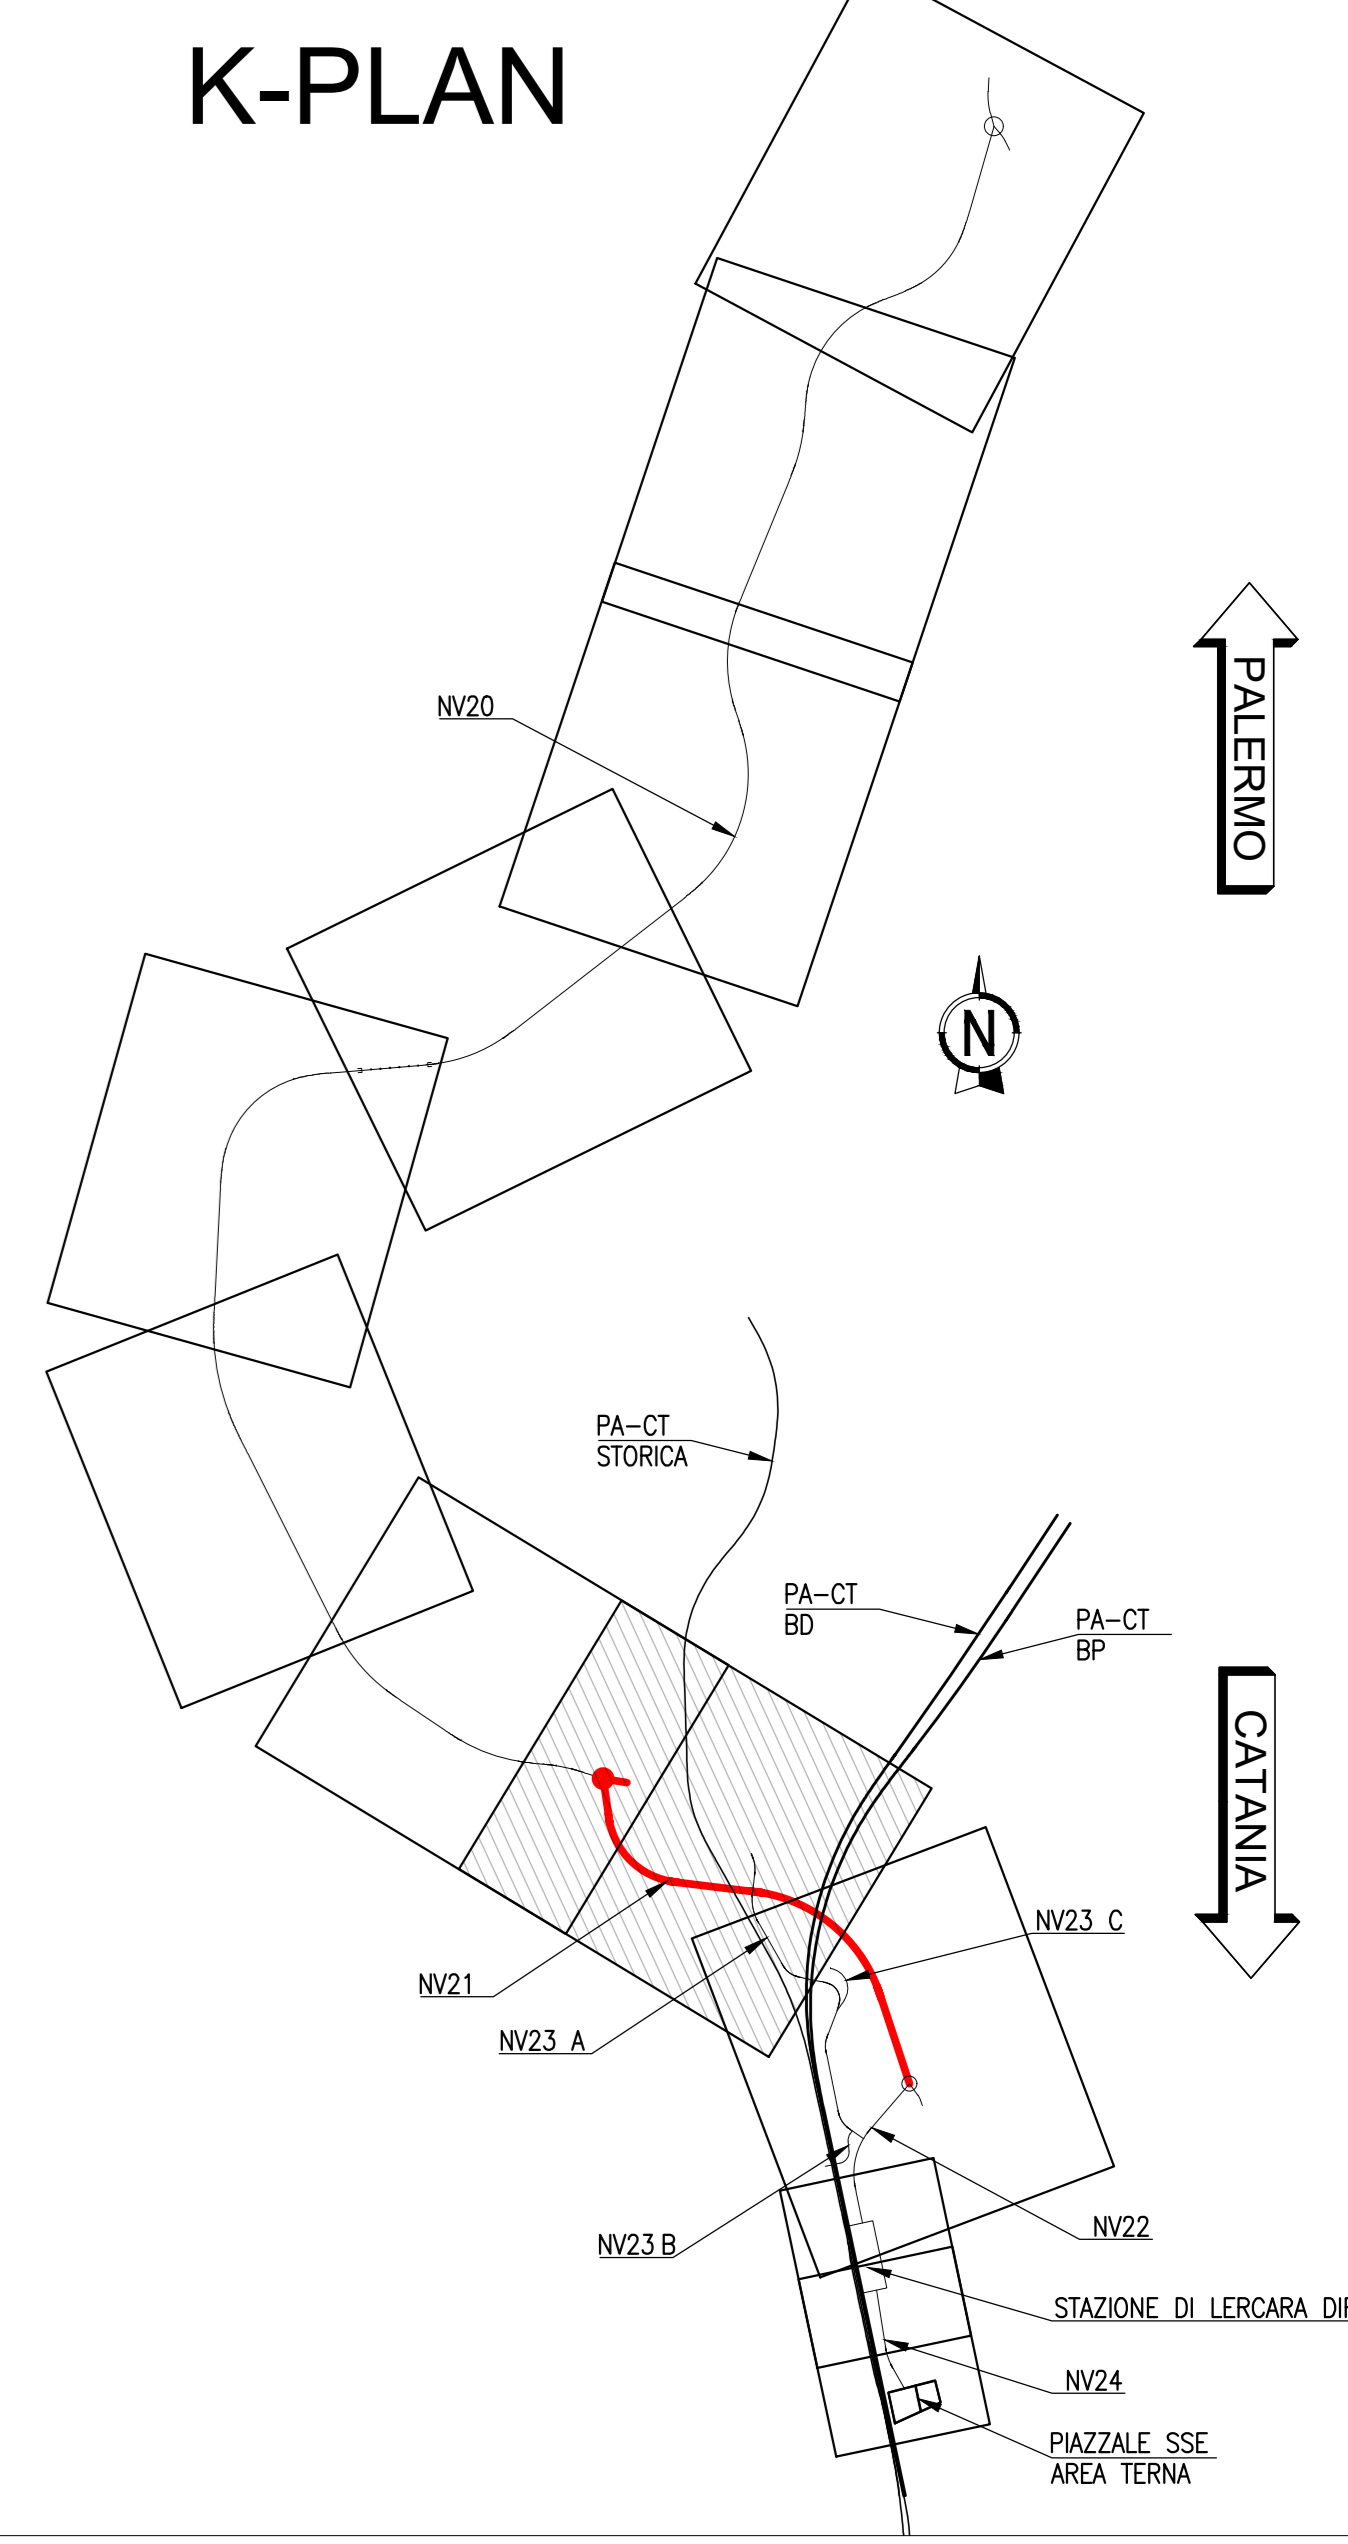 K-PLAN
NV20
PALERMO
N
PA-CT
STORICA
PA-CT
BD
PA-CT
BP
CATANIA
NV23 C
NV21
NV23 A
NV22
NV23 B
STAZIONE DI LERCARA
NV24
PIAZZALE SSE
AREA TERNA